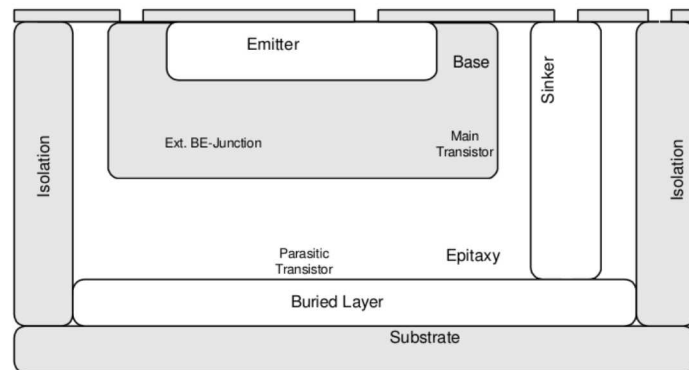 Emitter
Base
Sinker
Ext. BE-Junction
Main
Transistor
Isolation
Isolation
Parasitic
Transistor
Epitaxy
Buried Layer
Substrate